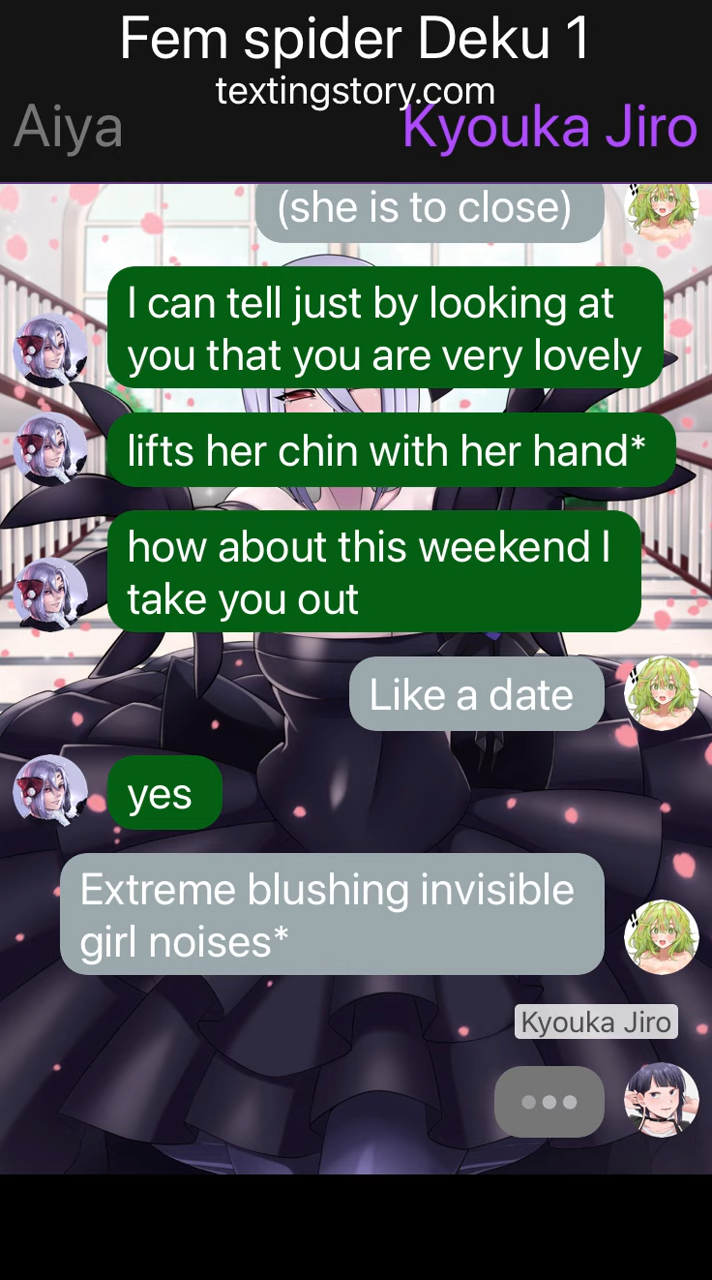 Fem spider Deku 1
textingstory.com
Aiya
Kyouka Jiro
(she is to close)
I can tell just by looking at
you that you are very lovely
lifts her chin with her hand*
how about this weekend I
take you out
Like a date
yes
Extreme blushing invisible
girl noises*
Kyouka Jiro